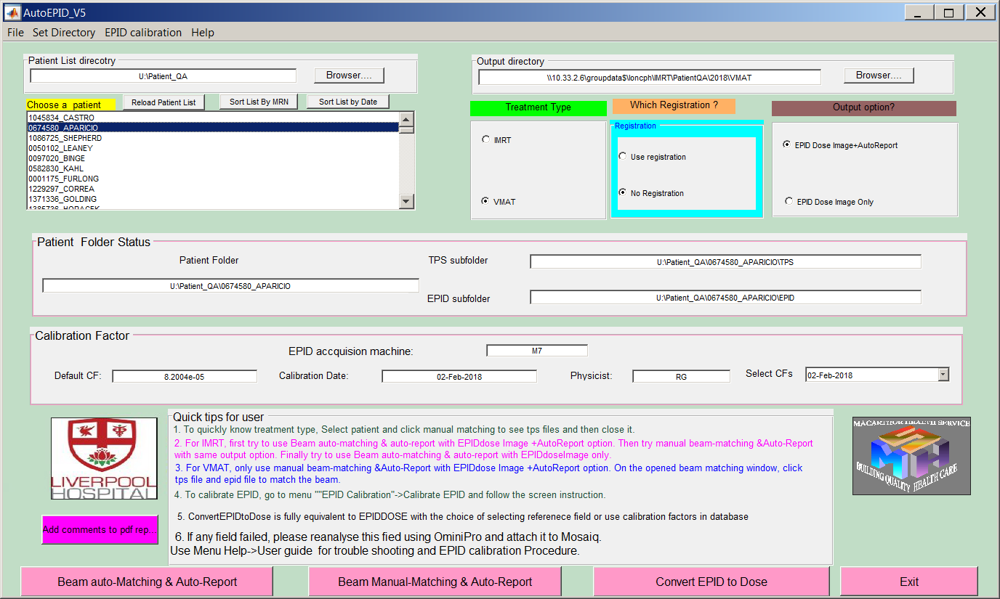 AutoEPID_V5
File Set Directory EPID calibration Help
Patient List direcotry
U:\Patient_QA
Browser....
Output directory
\\10.33.2.6\groupdata$\loncph\IMRT\PatientQA\2018\VMAT
Browser....
Choose a patient
Reload Patient List
Sort List By MRN
Sort List by Date
1045834_CASTRO
0674580_APARICIO
1086725_SHEPHERD
0050102_LEANEY
0097020_BINGE
0582830_KAHL
0001175_FURLONG
1229297_CORREA
1371336_GOLDING
1385736_HORACEK
Treatment Type
IMRT
VMAT
Which Registration ?
Registration
Use registration
No Registration
Output option?
EPID Dose Image+AutoReport
EPID Dose Image Only
Patient Folder Status
Patient Folder
U:\Patient_QA\0674580_APARICIO
TPS subfolder
U:\Patient_QA\0674580_APARICIO\TPS
EPID subfolder
U:\Patient_QA\0674580_APARICIO\EPID
Calibration Factor
EPID accquision machine:
M7
Default CF:
8.2004e-05
Calibration Date:
02-Feb-2018
Physicist:
RG
Select CFs
02-Feb-2018
LIVERPOOL
HOSPITAL
Add comments to pdf rep...
Quick tips for user
1. To quickly know treatment type, Select patient and click manual matching to see tps files and then close it.
2. For IMRT, first try to use Beam auto-matching & auto-report with EPIDdose Image +AutoReport option. Then try manual beam-matching &Auto-Report
with same output option. Finally try to use Beam auto-matching & auto-report with EPIDdoseImage only.
3. For VMAT, only use manual beam-matching &Auto-Report with EPIDdose Image +AutoReport option. On the opened beam matching window, click
tps file and epid file to match the beam.
4. To calibrate EPID, go to menu ""EPID Calibration"->Calibrate EPID and follow the screen instruction.
5. ConvertEPIDtoDose is fully equivalent to EPIDDOSE with the choice of selecting referenece field or use calibration factors in database
6. If any field failed, please reanalyse this fied using OminiPro and attach it to Mosaiq.
Use Menu Help->User guide for trouble shooting and EPID calibration Procedure.
MACARTHUR HEALTH SERVICE
BUILDING QUALITY HEALTH CARE
Beam auto-Matching & Auto-Report
Beam Manual-Matching & Auto-Report
Convert EPID to Dose
Exit